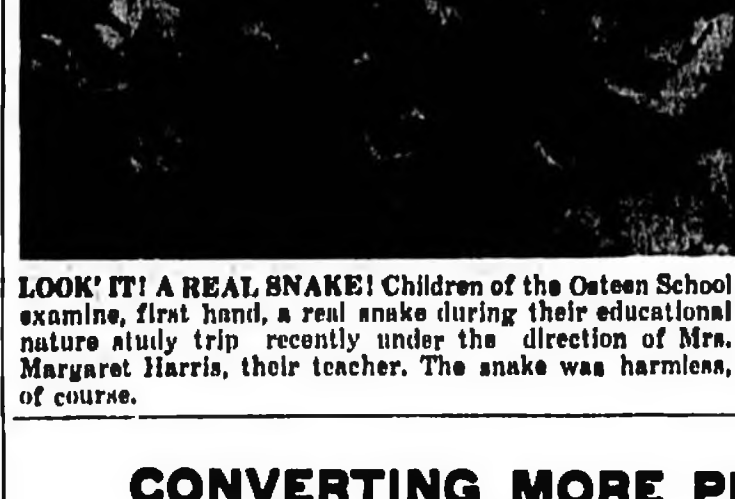 LOOK' IT! A REAL SNAKE! Children of the Osteen School
examine, first hand, a real snake during their educational
nature study trip recently under the direction of Mrs.
Margaret Harris, their teacher. The snake was harmless,
of course.
CONVERTING MORE